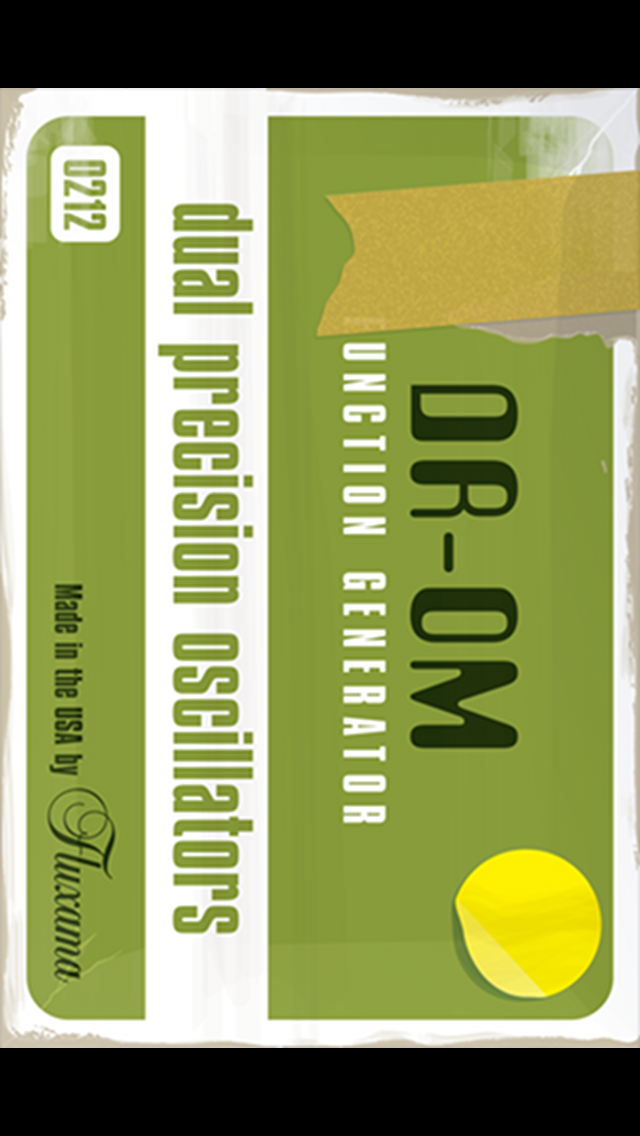 DR-OM
UNCTION GENERATOR
dual precision oscillators
0212
Made in the USA by Fluxama